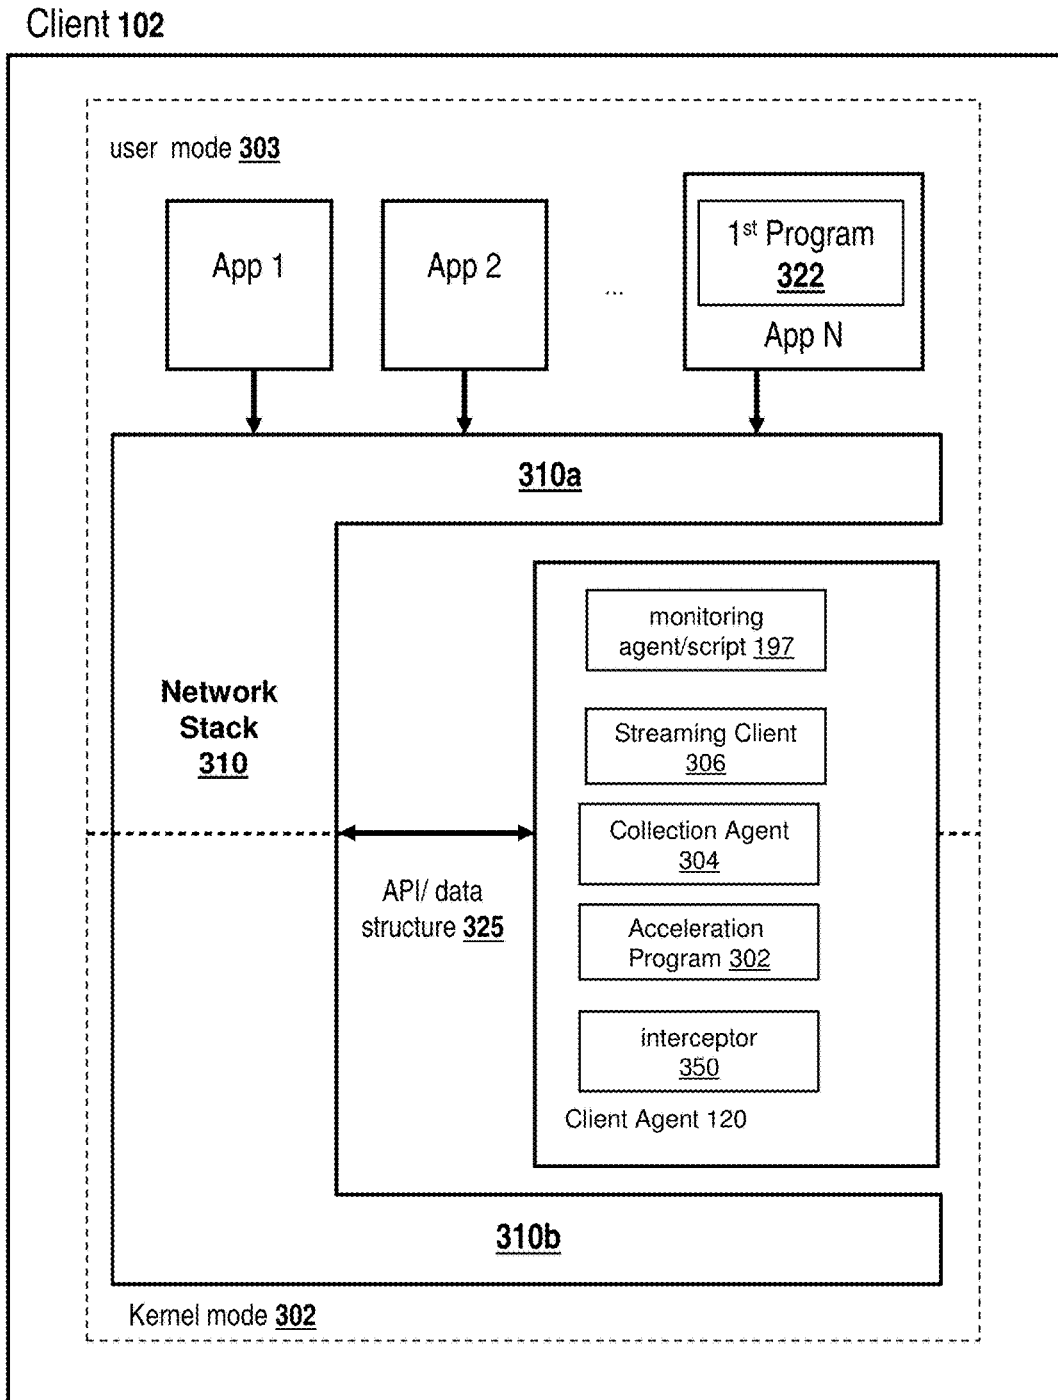 Client 102
user mode 303
App 1
App 2
...
1st Program
322
App N
310a
monitoring
agent/script 197
Network
Stack
310
Streaming Client
306
Collection Agent
304
API/ data
structure 325
Acceleration
Program 302
interceptor
350
Client Agent 120
310b
Kernel mode 302